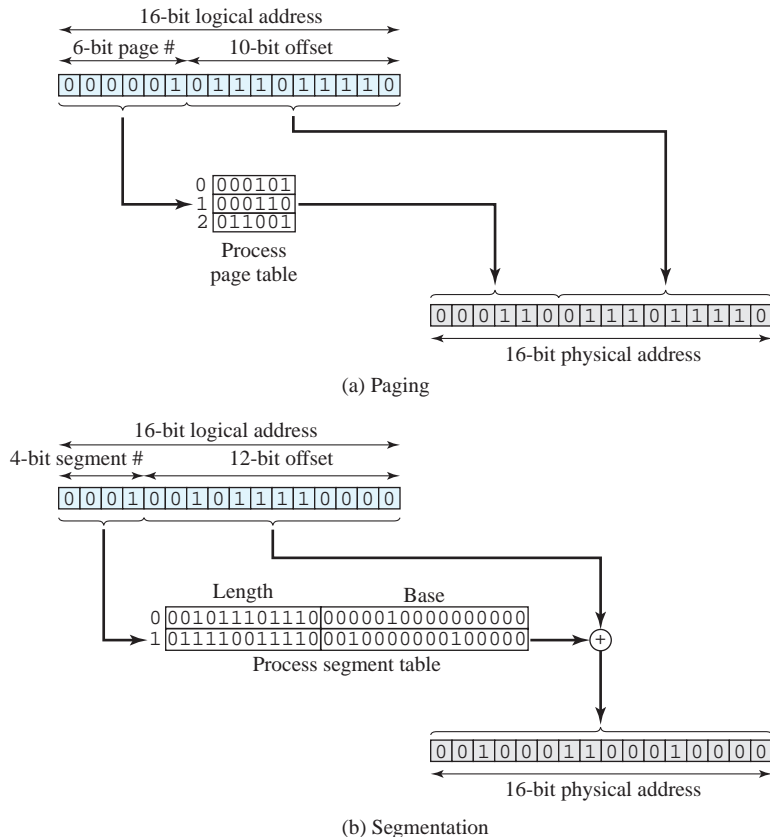 16-bit logical address
6-bit page # 10-bit offset
0 0 0 0 0 1 0 1 1 1 0 1 1 1 1 0
0 000101
1 000110
2 011001
Process
page table
0 0 0 1 1 0 0 1 1 1 0 1 1 1 1 0
16-bit physical address
(a) Paging
16-bit logical address
4-bit segment # 12-bit offset
0 0 0 1 0 0 1 0 1 1 1 1 0 0 0 0
Length Base
0 001011101110 0000010000000000
1 011110011110 0010000000100000 +
Process segment table
0 0 1 0 0 0 1 1 0 0 0 1 0 0 0 0
16-bit physical address
(b) Segmentation